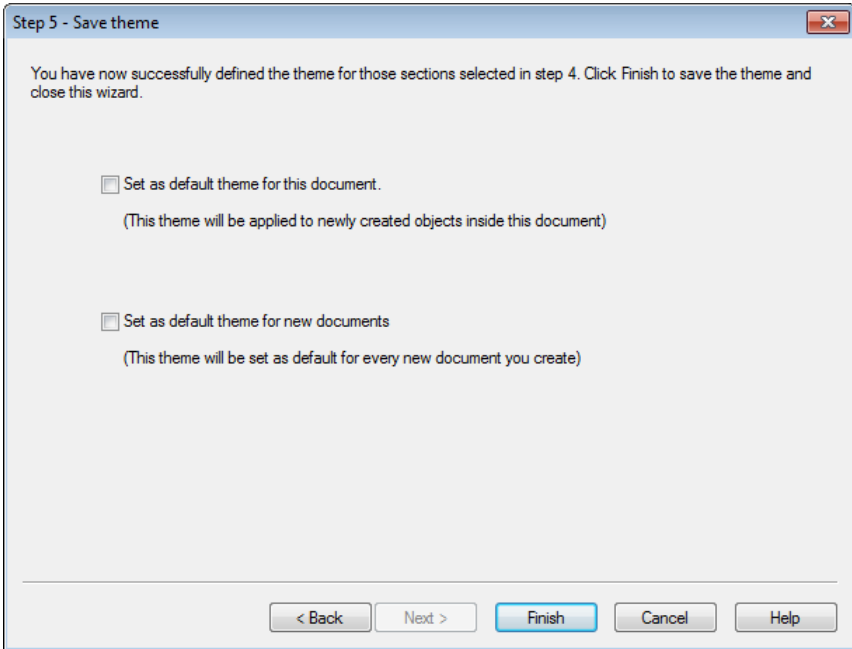 Step 5 - Save theme
You have now successfully defined the theme for those sections selected in step 4. Click Finish to save the theme and
close this wizard.
Set as default theme for this document.
(This theme will be applied to newly created objects inside this document)
Set as default theme for new documents
(This theme will be set as default for every new document you create)
< Back Next > Finish Cancel Help